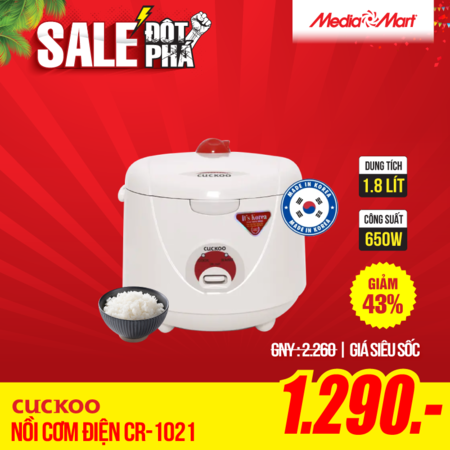 SALE ĐỘT PHÁ
MediaMart
CUCKOO
It's Korea
CUCKOO
MADE IN KOREA
MADE IN KOREA
DUNG TÍCH
1.8 LÍT
CÔNG SUẤT
650W
GIẢM
43%
GNY : 2.260 | GIÁ SIÊU SỐC
CUCKOO
NỒI CƠM ĐIỆN CR-1021
1.290.-